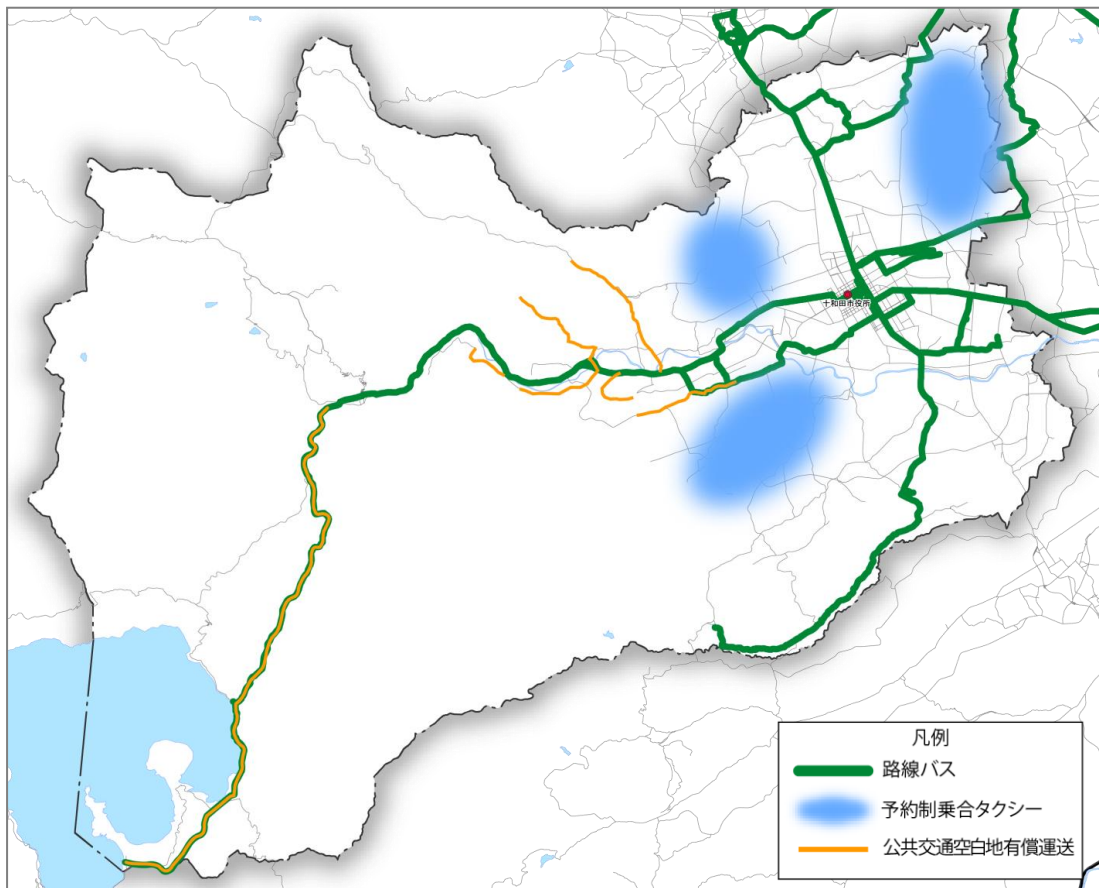 十和田市役所
凡例
路線バス
予約制乗合タクシー
公共交通空白地有償運送